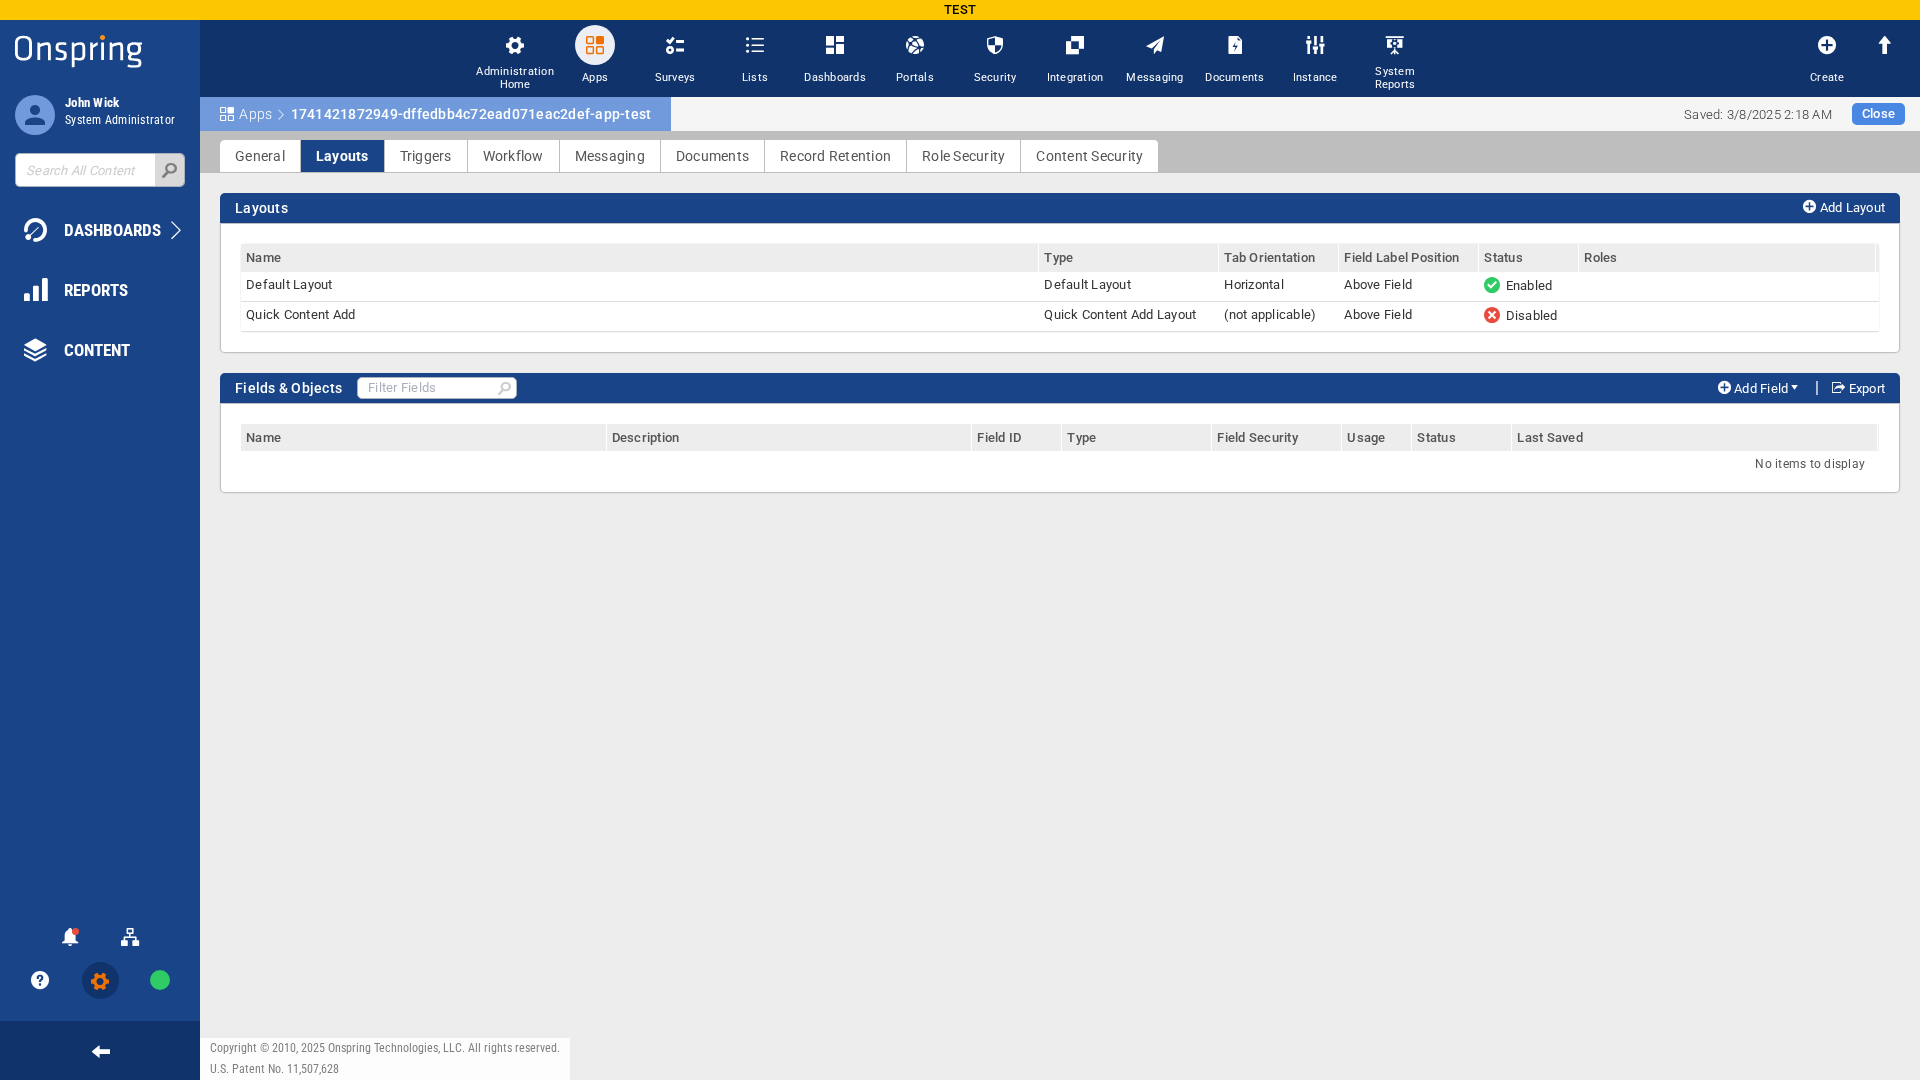 TEST
Onspring
Administration Home
Apps
Surveys
Lists
Dashboards
Portals
Security
Integration
Messaging
Documents
Instance
System Reports
Create
John Wick
System Administrator
Search All Content
DASHBOARDS
REPORTS
CONTENT
Apps 1741421872949-dffedbb4c72ead071eac2def-app-test
Saved: 3/8/2025 2:18 AM
Close
General Layouts Triggers Workflow Messaging Documents Record Retention Role Security Content Security
Layouts
Add Layout
Name Type Tab Orientation Field Label Position Status Roles
Default Layout Default Layout Horizontal Above Field Enabled
Quick Content Add Quick Content Add Layout (not applicable) Above Field Disabled
Fields & Objects
Filter Fields
Add Field | Export
Name Description Field ID Type Field Security Usage Status Last Saved
No items to display
Copyright © 2010, 2025 Onspring Technologies, LLC. All rights reserved.
U.S. Patent No. 11,507,628